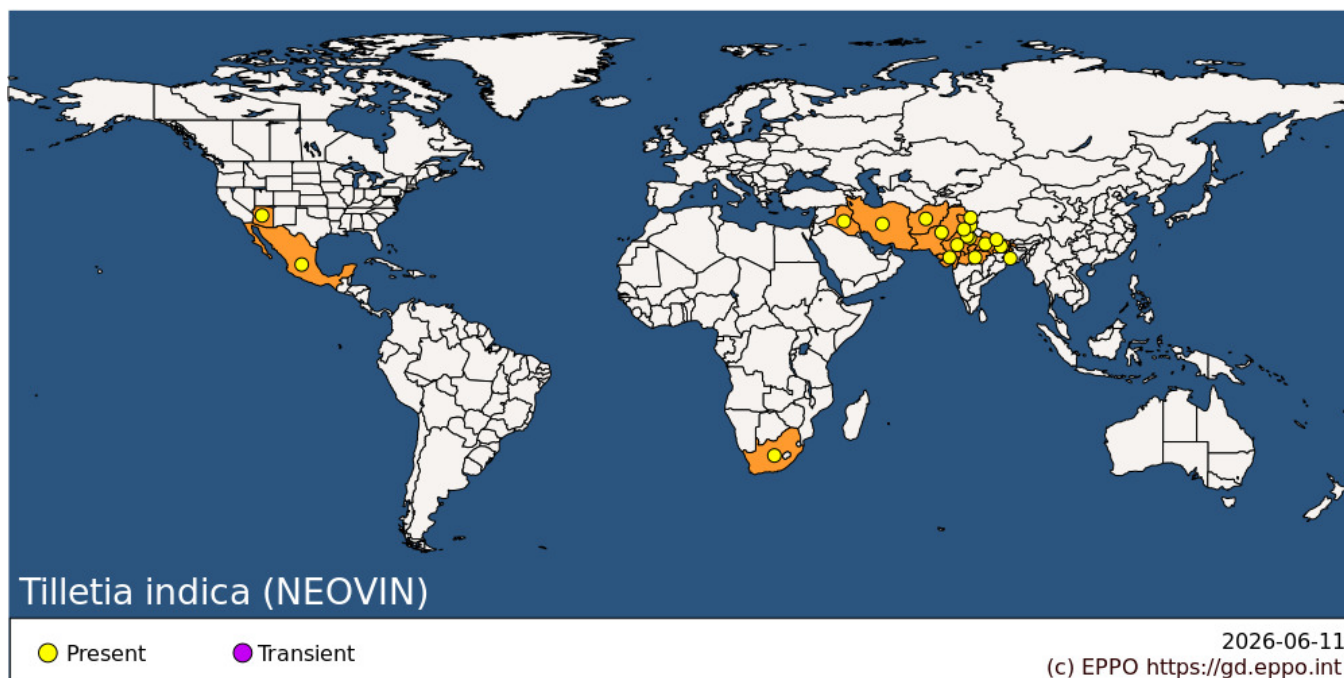 Tilletia indica (NEOVIN)
Present
Transient
2026-06-11
(c) EPPO https://gd.eppo.int